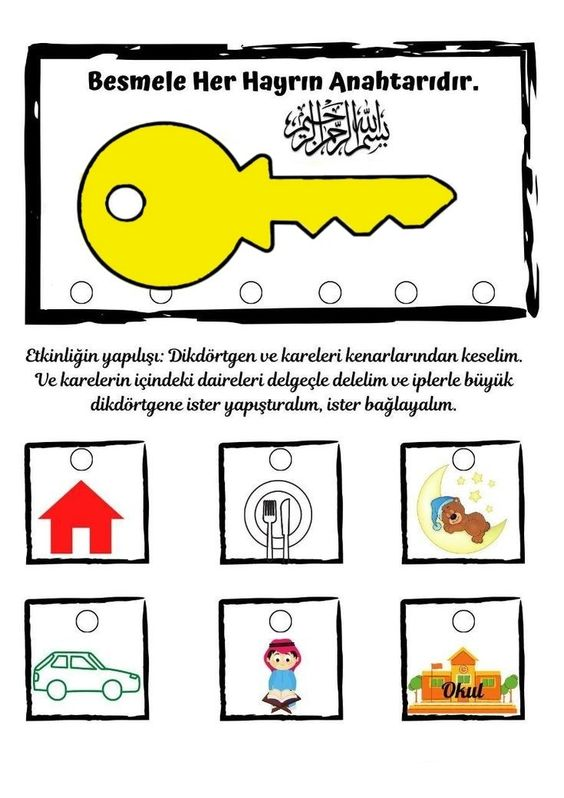 Besmele Her Hayrın Anahtarıdır.
بسم الله الرحمن الرحيم
Etkinliğin yapılışı: Dikdörtgen ve kareleri kenarlarından keselim.
Ve karelerin içindeki daireleri delgeçle delelim ve iplerle büyük
dikdörtgene ister yapıştıralım, ister bağlayalım.
Okul